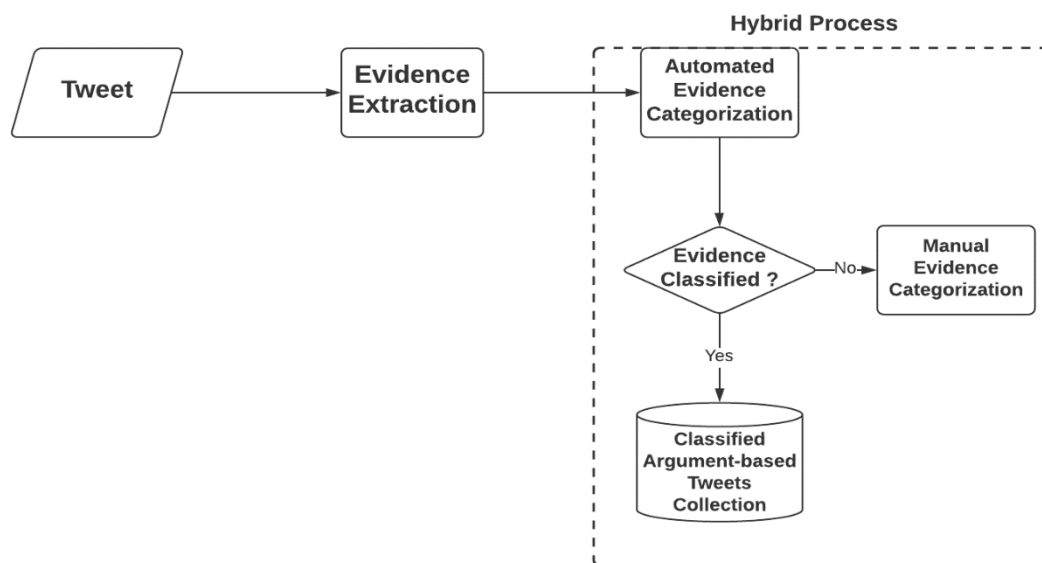 Hybrid Process
Tweet
Evidence
Extraction
Automated
Evidence
Categorization
Evidence
Classified ?
No
Manual
Evidence
Categorization
Yes
Classified
Argument-based
Tweets
Collection